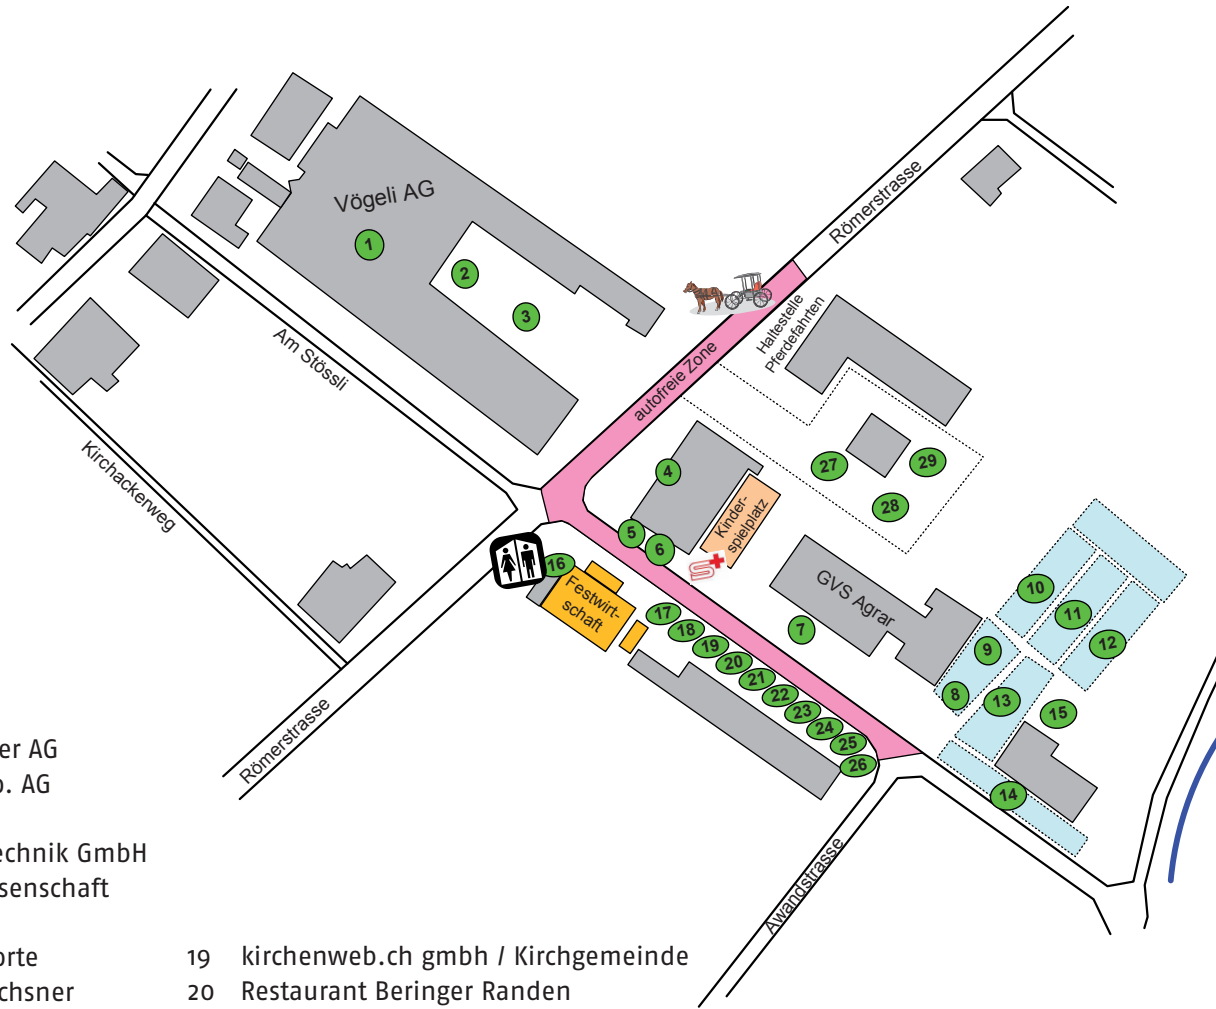 Vögeli AG
1
2
3
Römerstrasse
Haltestelle
Pferdefahrten
autofreie Zone
Am Stössli
Kirchackerweg
4
5
6
Kinder-
spielplatz
27
28
29
GVS Agrar
7
8
9
10
11
12
13
14
15
16
Festwirt-
schaft
17
18
19
20
21
22
23
24
25
26
Römerstrasse
Awandstrasse
er AG
o. AG
echnik GmbH
senschaft
orte
chsner
19 kirchenweb.ch gmbh / Kirchgemeinde
20 Restaurant Beringer Randen